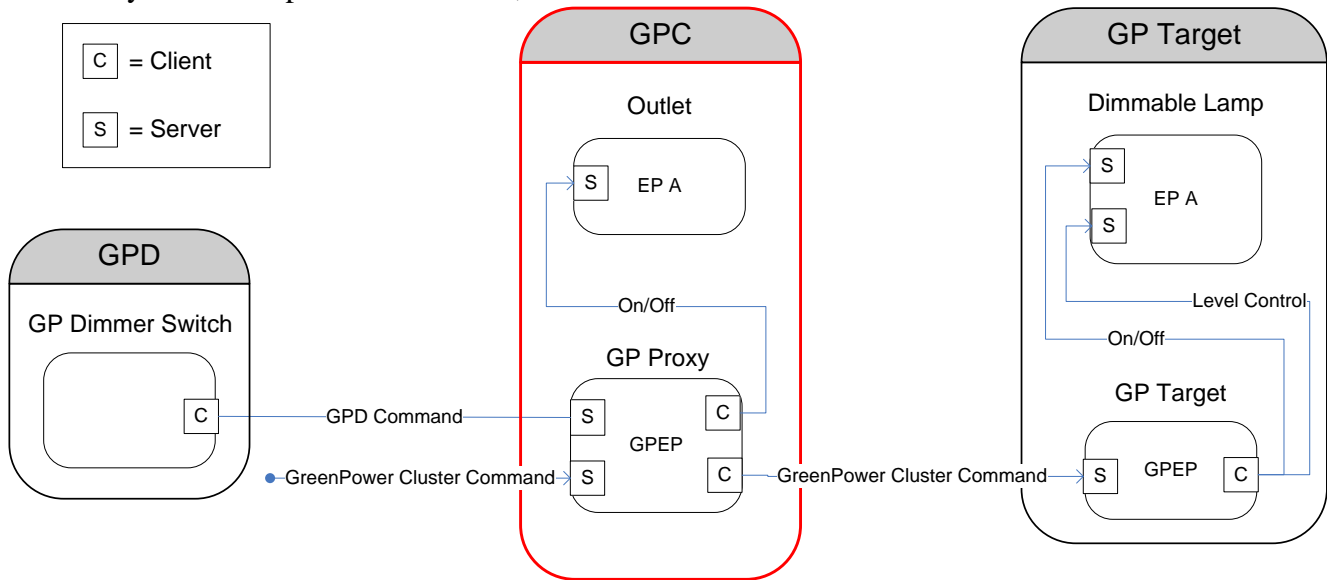 C = Client
S = Server
GPD
GP Dimmer Switch
C
GPD Command
GreenPower Cluster Command
GPC
Outlet
S
EP A
On/Off
GP Proxy
S
C
GPEP
S
C
GreenPower Cluster Command
GP Target
Dimmable Lamp
S
EP A
S
Level Control
On/Off
GP Target
S
GPEP
C